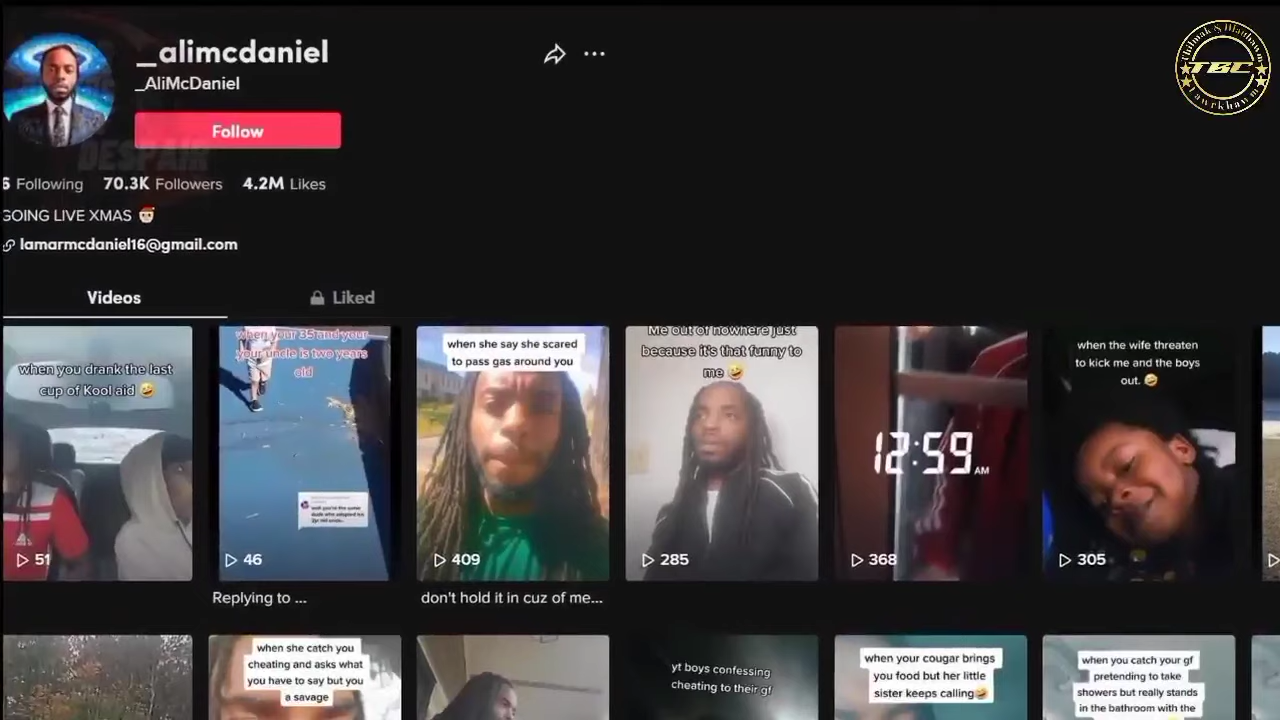 _alimcdaniel
_AliMcDaniel
Follow
DESPAIR
6 Following 70.3K Followers 4.2M Likes
GOING LIVE XMAS
lamarmcdaniel16@gmail.com
Videos
Liked
when you drank the last
cup of Kool aid 🤣
51
when your 35 and your
your uncle is two years
old
46
Replying to ...
when she say she scared
to pass gas around you
409
don't hold it in cuz of me...
Me out of nowhere just
because it's that funny to
me 🤣
285
12:59 AM
368
when the wife threaten
to kick me and the boys
out. 🤣
305
when she catch you
cheating and asks what
you have to say but you
a savage
yt boys confessing
cheating to their gf
when your cougar brings
you food but her little
sister keeps calling🤣
when you catch your gf
pretending to take
showers but really stands
in the bathroom with the
TBC